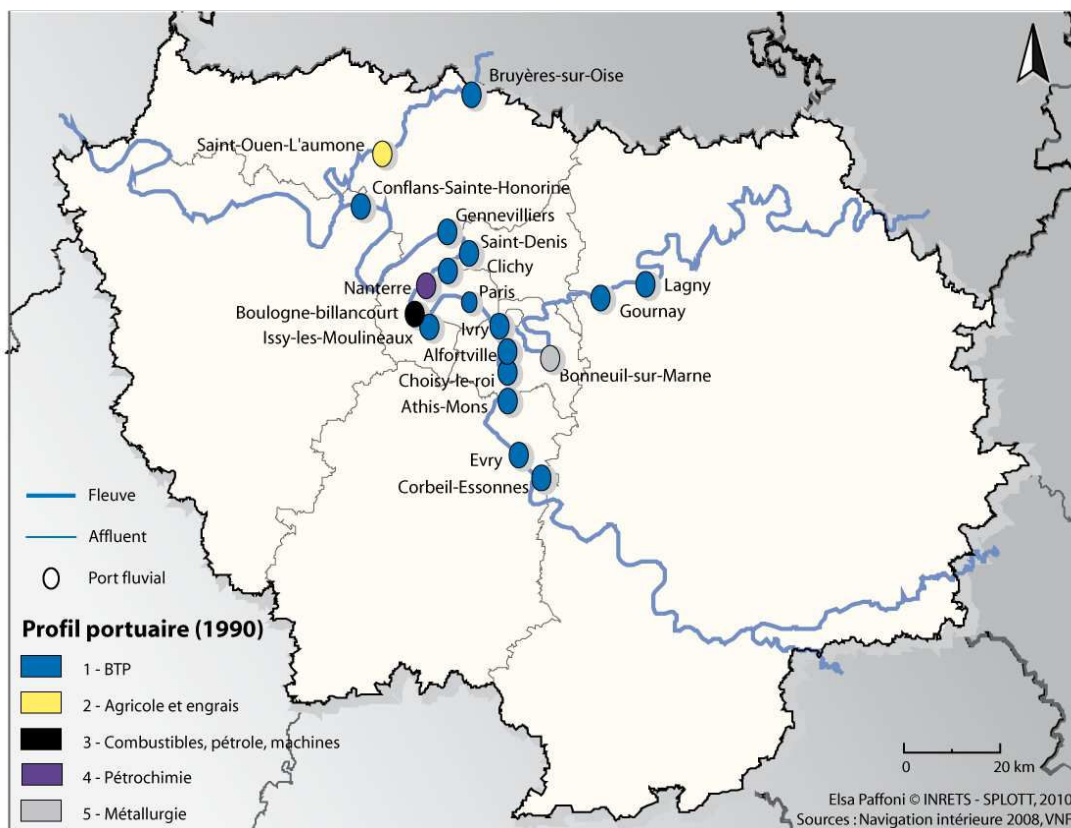 Bruyères-sur-Oise
Saint-Ouen-L'aumone
Conflans-Sainte-Honorine
Gennevilliers
Saint-Denis
Clichy
Nanterre
Paris
Lagny
Gournay
Boulogne-billancourt
Issy-les-Moulineaux
Ivry
Alfortville
Bonneuil-sur-Marne
Choisy-le-roi
Athis-Mons
Evry
Corbeil-Essonnes
Fleuve
Affluent
Port fluvial
Profil portuaire (1990)
1 - BTP
2 - Agricole et engrais
3 - Combustibles, pétrole, machines
4 - Pétrochimie
5 - Métallurgie
0 20 km
Elsa Paffoni © INRETS - SPLOTT, 2010
Sources : Navigation intérieure 2008, VNF